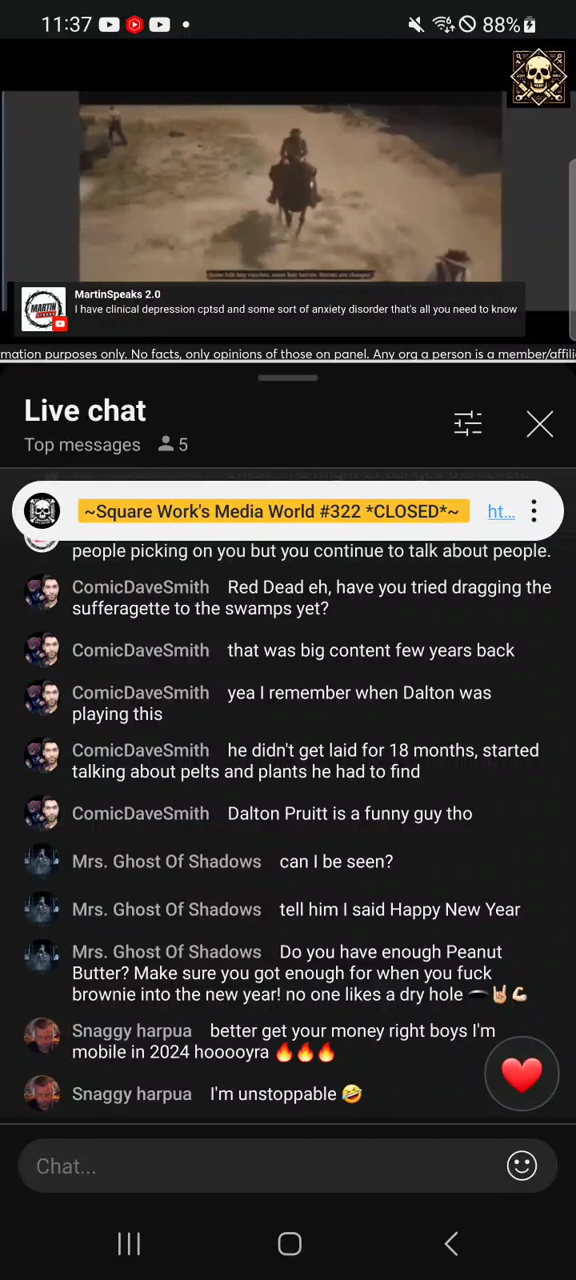 11:37
88%
MARTIN
MartinSpeaks 2.0
I have clinical depression cptsd and some sort of anxiety disorder that's all you need to know
mation purposes only. No facts, only opinions of those on panel. Any org a person is a member/affili
Live chat
Top messages 5
~Square Work's Media World #322 *CLOSED*~ ht...
people picking on you but you continue to talk about people.
ComicDaveSmith Red Dead eh, have you tried dragging the
sufferagette to the swamps yet?
ComicDaveSmith that was big content few years back
ComicDaveSmith yea I remember when Dalton was
playing this
ComicDaveSmith he didn't get laid for 18 months, started
talking about pelts and plants he had to find
ComicDaveSmith Dalton Pruitt is a funny guy tho
Mrs. Ghost Of Shadows can I be seen?
Mrs. Ghost Of Shadows tell him I said Happy New Year
Mrs. Ghost Of Shadows Do you have enough Peanut
Butter? Make sure you got enough for when you fuck
brownie into the new year! no one likes a dry hole 🕳️🤘🏻💪🏻
Snaggy harpua better get your money right boys I'm
mobile in 2024 hooooyra 🔥🔥🔥
Snaggy harpua I'm unstoppable 🤣
Chat...